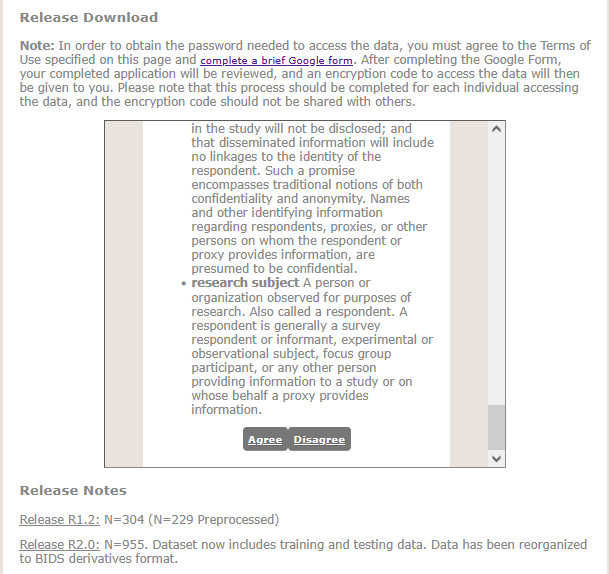 Release Download
Note: In order to obtain the password needed to access the data, you must agree to the Terms of
Use specified on this page and complete a brief Google form. After completing the Google Form,
your completed application will be reviewed, and an encryption code to access the data will then
be given to you. Please note that this process should be completed for each individual accessing
the data, and the encryption code should not be shared with others.
in the study will not be disclosed; and
that disseminated information will include
no linkages to the identity of the
respondent. Such a promise
encompasses traditional notions of both
confidentiality and anonymity. Names
and other identifying information
regarding respondents, proxies, or other
persons on whom the respondent or
proxy provides information, are
presumed to be confidential.
• research subject A person or
organization observed for purposes of
research. Also called a respondent. A
respondent is generally a survey
respondent or informant, experimental or
observational subject, focus group
participant, or any other person
providing information to a study or on
whose behalf a proxy provides
information.
Agree Disagree
Release Notes
Release R1.2: N=304 (N=229 Preprocessed)
Release R2.0: N=955. Dataset now includes training and testing data. Data has been reorganized
to BIDS derivatives format.